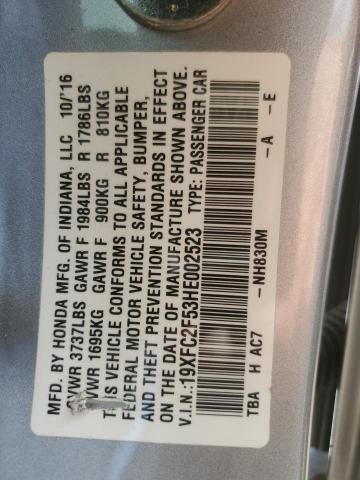 MFD. BY HONDA MFG. OF INDIANA, LLC 10/'16
GVWR 3737LBS GAWR F 1984LBS R 1786LBS
GVWR 1695KG GAWR F 900KG R 810KG
THIS VEHICLE CONFORMS TO ALL APPLICABLE
FEDERAL MOTOR VEHICLE SAFETY, BUMPER,
AND THEFT PREVENTION STANDARDS IN EFFECT
ON THE DATE OF MANUFACTURE SHOWN ABOVE.
V.I.N.:19XFC2F53HE002523 TYPE: PASSENGER CAR
TBA H AC7 -NH830M -A -E